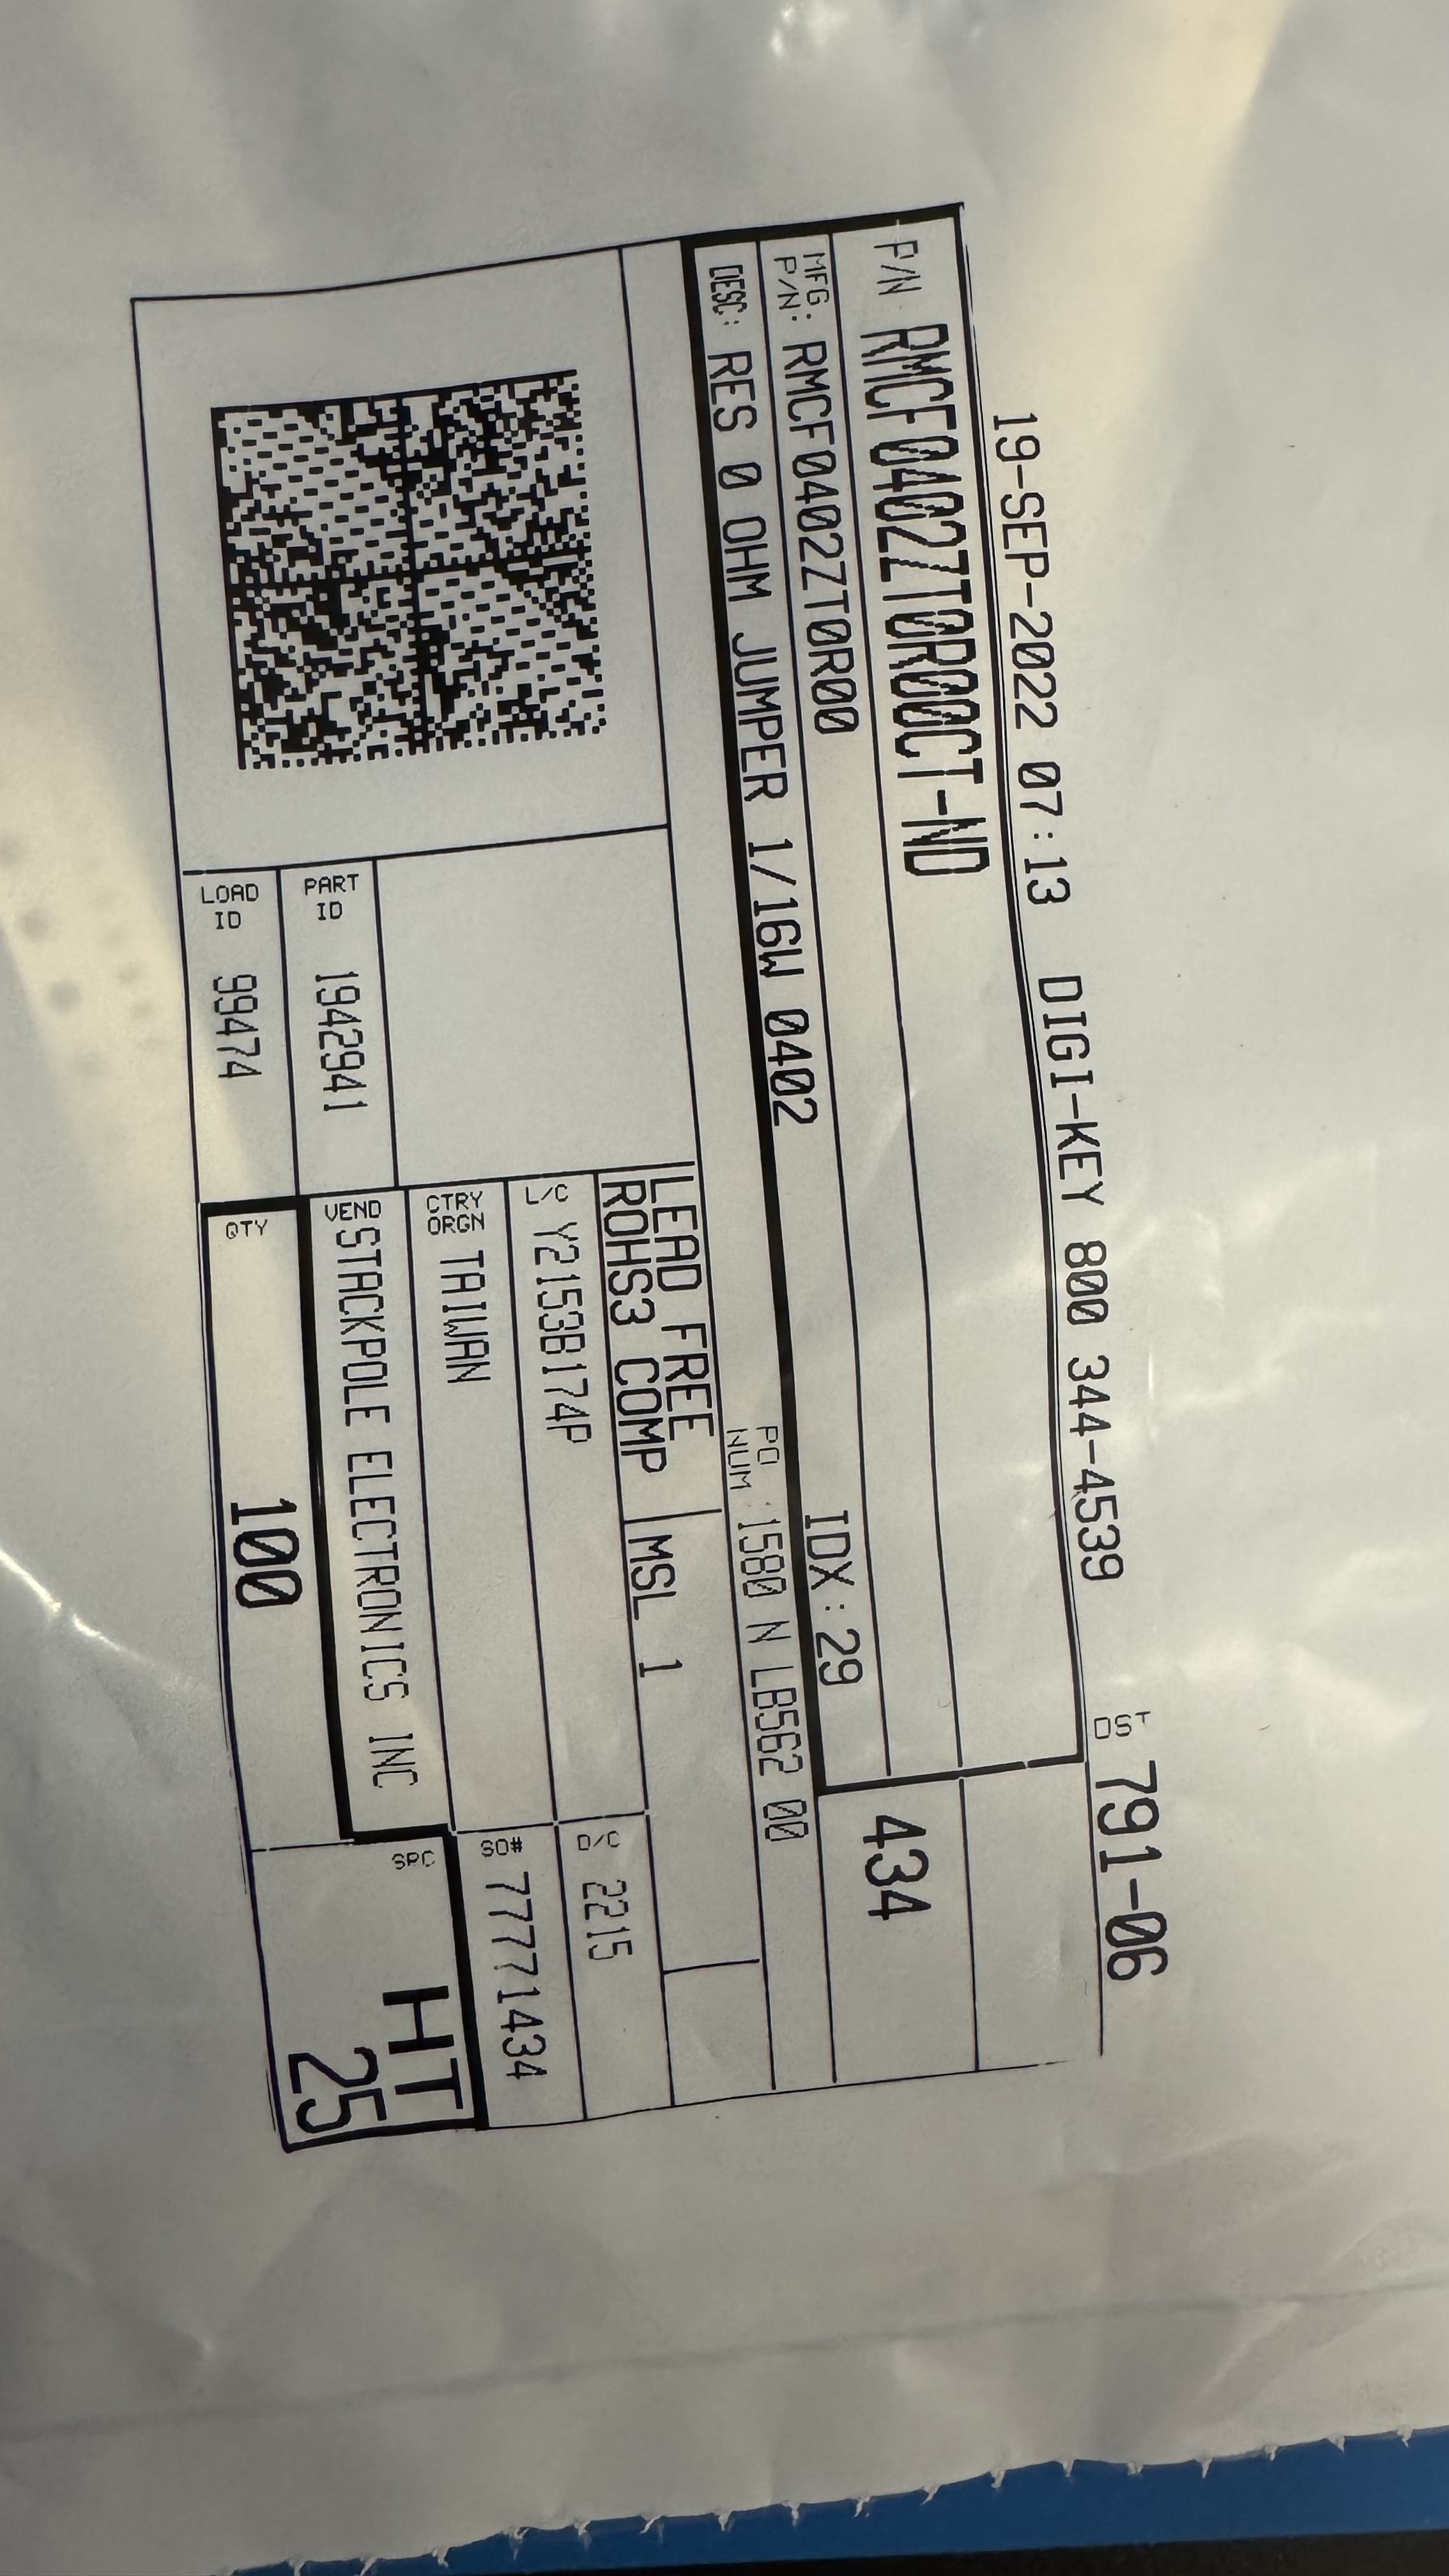 19-SEP-2022 07:13 DIGI-KEY 800 344-4539 DST 791-06
P/N: RMCF0402ZT0R00CT-ND
MFG P/N: RMCF0402ZT0R00 434
DESC: RES 0 OHM JUMPER 1/16W 0402 IDX:29
PO NUM 1580 N LB562 00
LEAD FREE
ROHS3 COMP MSL 1
L/C Y2153B174P D/C 2215
CTRY ORGN TAIWAN SO# 77771434
PART ID 1942941 VEND STACKPOLE ELECTRONICS INC SPC HT
LOAD ID 99474 QTY 100 25